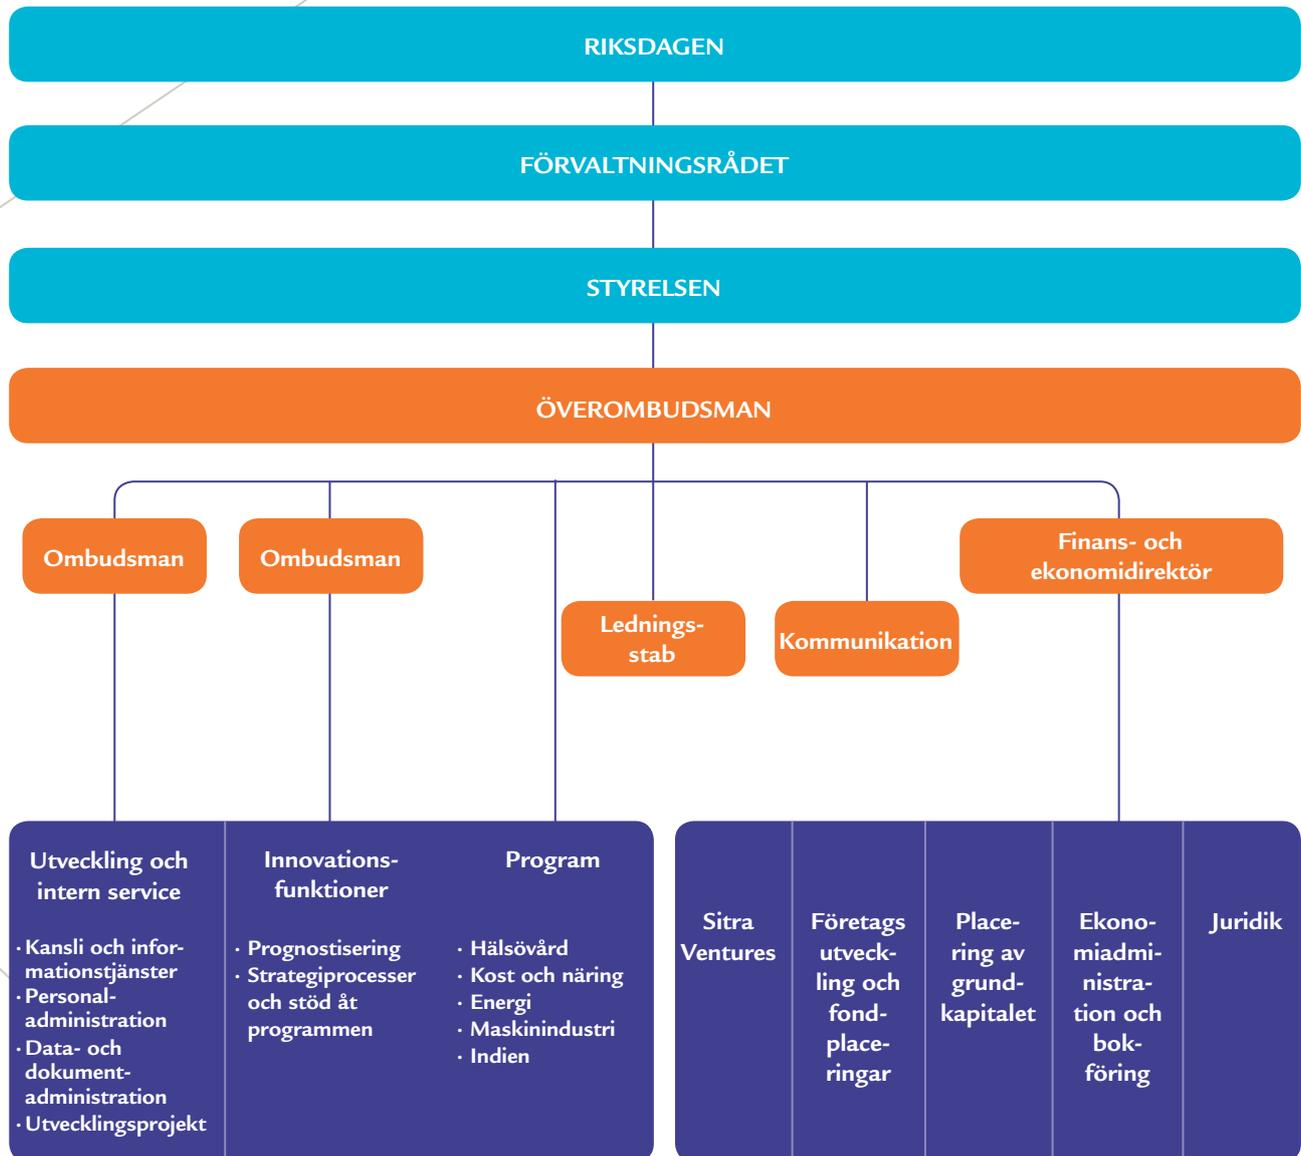 RIKSDAGEN
FÖRVALTNINGSRÅDET
STYRELSEN
ÖVEROMBUDSMAN
Ombudsman
Ombudsman
Lednings-
stab
Kommunikation
Finans- och
ekonomidirektör
Utveckling och
intern service
· Kansli och infor-
mationstjänster
· Personal-
administration
· Data- och
dokument-
administration
· Utvecklingsprojekt
Innovations-
funktioner
· Prognostisering
· Strategiprocesser
och stöd åt
programmen
Program
· Hälsövård
· Kost och näring
· Energi
· Maskinindustri
· Indien
Sitra
Ventures
Företags
utveck-
ling och
fond-
place-
ringar
Place-
ring av
grund-
kapitalet
Ekono-
miadmi-
nistra-
tion och
bok-
föring
Juridik